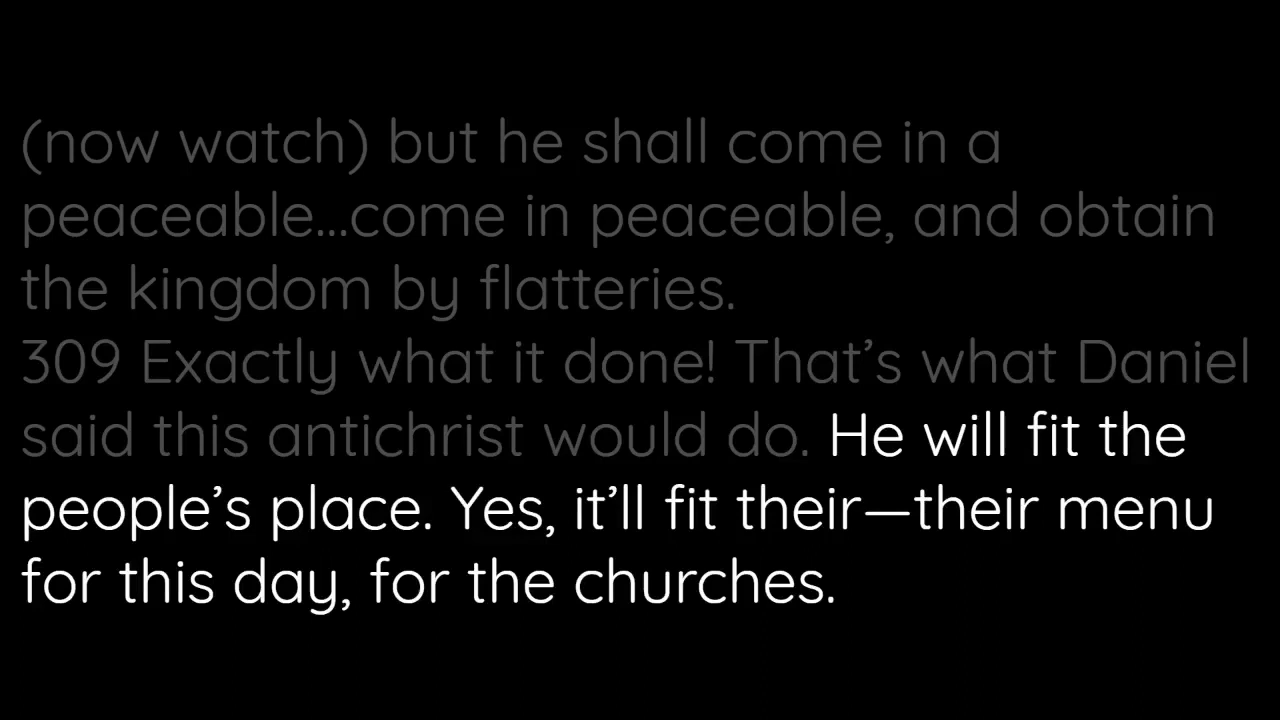 (now watch) but he shall come in a
peaceable...come in peaceable, and obtain
the kingdom by flatteries.
309 Exactly what it done! That’s what Daniel
said this antichrist would do. He will fit the
people’s place. Yes, it’ll fit their—their menu
for this day, for the churches.